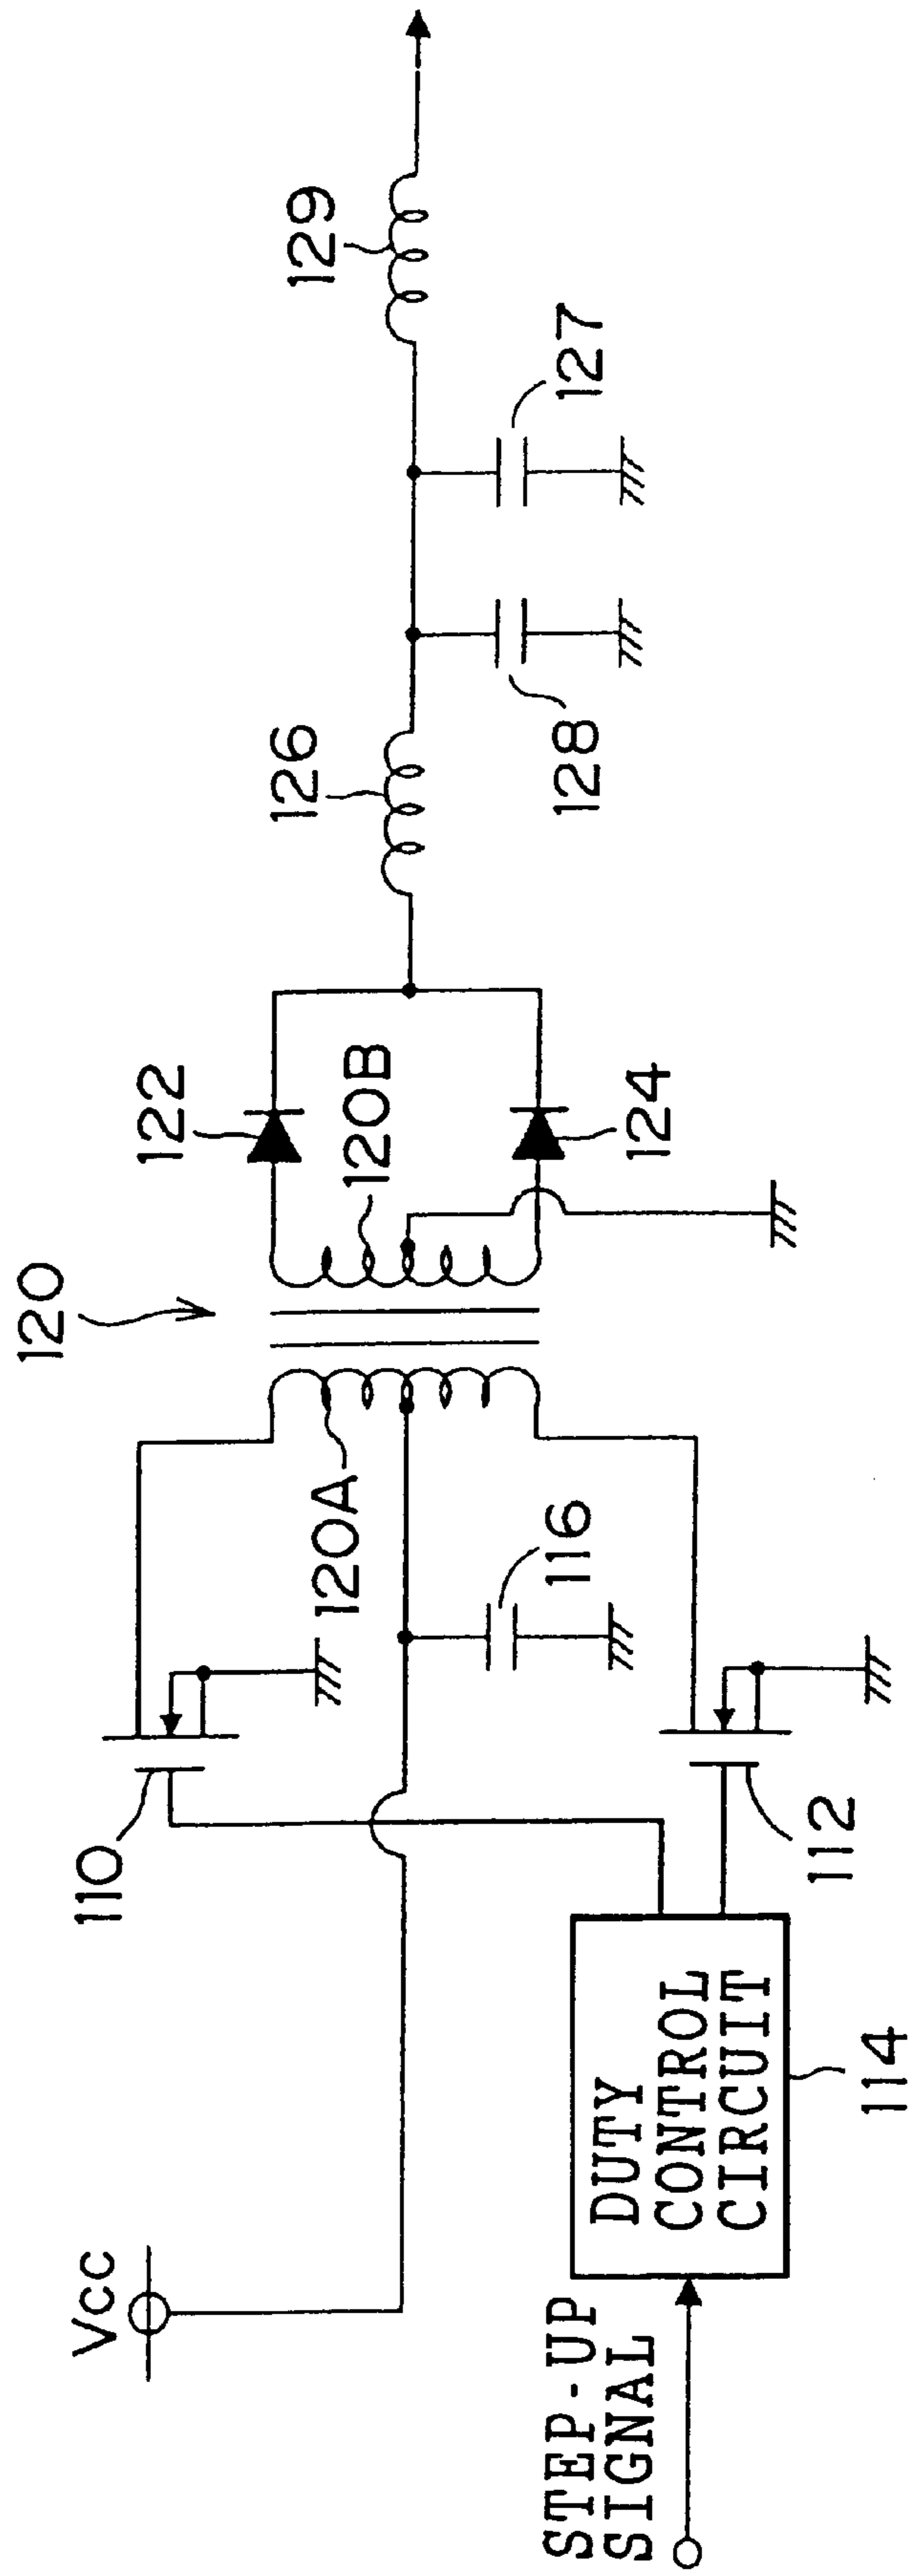 120
122
120B
124
126
128
127
129
Vcc
110
120A
116
112
STEP-UP
SIGNAL
DUTY
CONTROL
CIRCUIT
114